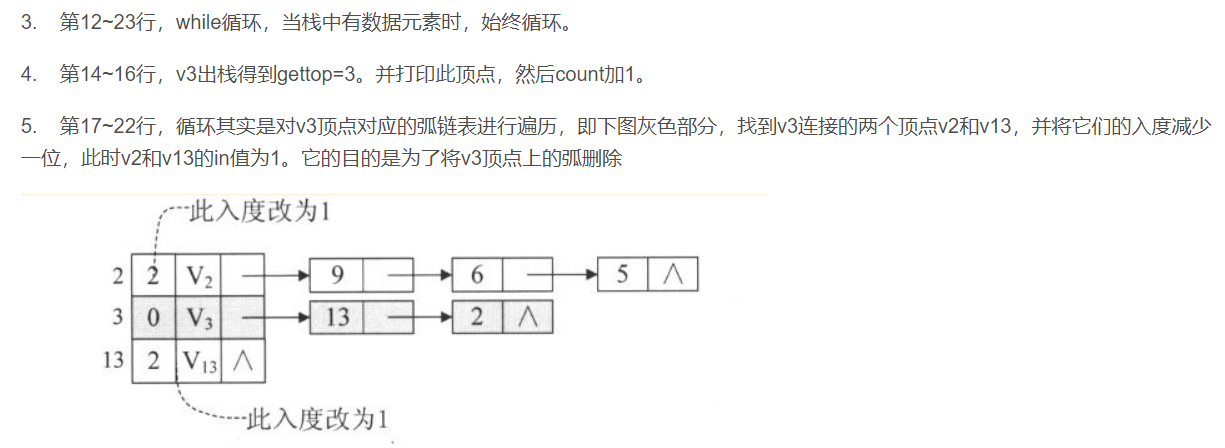 3. 第12~23行，while循环，当栈中有数据元素时，始终循环。
4. 第14~16行，v3出栈得到gettop=3。并打印此顶点，然后count加1。
5. 第17~22行，循环其实是对v3顶点对应的弧链表进行遍历，即下图灰色部分，找到v3连接的两个顶点v2和v13，并将它们的入度减少
一位，此时v2和v13的in值为1。它的目的是为了将v3顶点上的弧删除
此入度改为1
2 2 V₂ 9 6 5 ∧
3 0 V₃ 13 2 ∧
13 2 V₁₃ ∧
此入度改为1